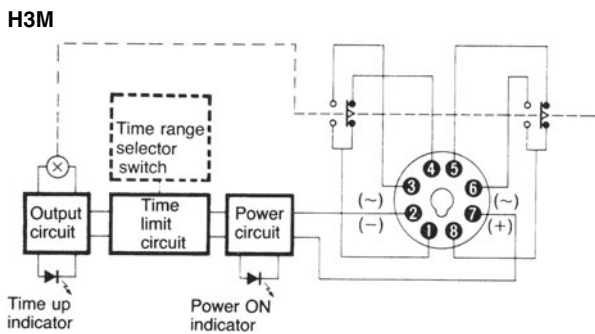 H3M
Time range
selector
switch
4 5
3 6
(~) (~)
2 7
(−) (+)
1 8
Output
circuit
Time
limit
circuit
Power
circuit
Time up
indicator
Power ON
indicator